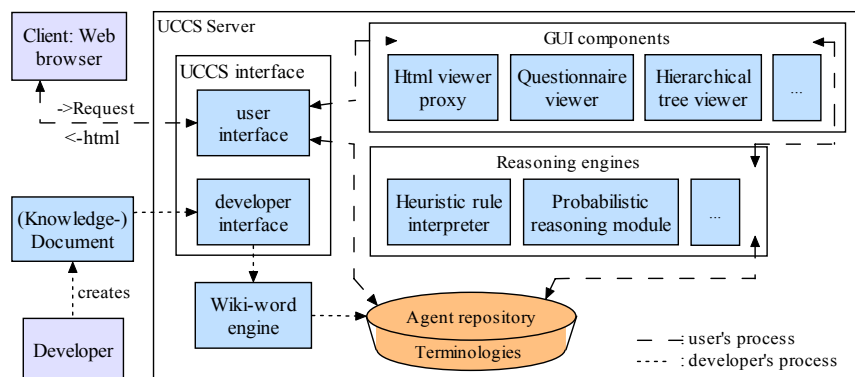 UCCS Server
Client: Web
browser
->Request
<-html
UCCS interface
user
interface
developer
interface
GUI components
Html viewer
proxy
Questionnaire
viewer
Hierarchical
tree viewer
...
Reasoning engines
Heuristic rule
interpreter
Probabilistic
reasoning module
...
(Knowledge-)
Document
creates
Developer
Wiki-word
engine
Agent repository
Terminologies
: user's process
: developer's process